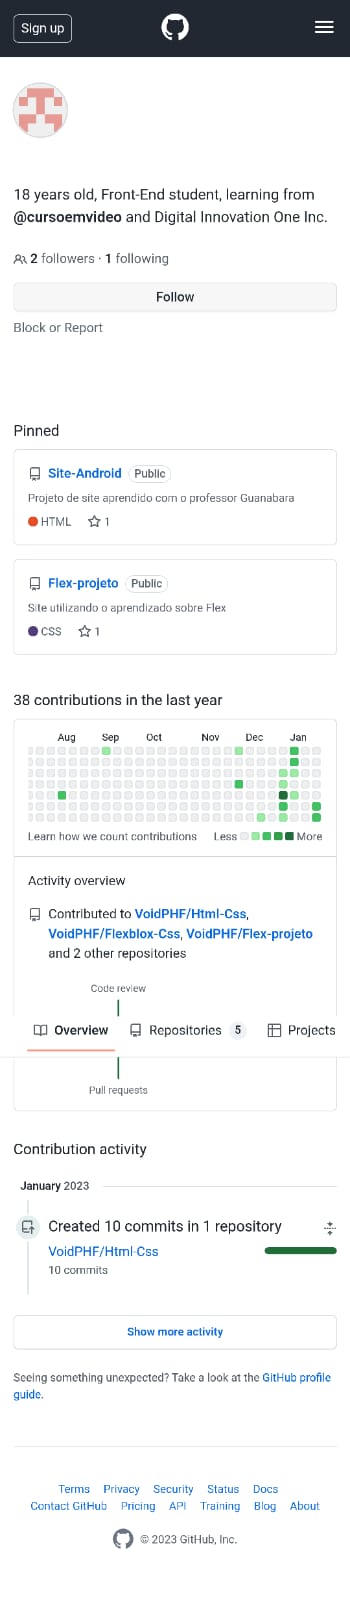 Sign up
18 years old, Front-End student, learning from
@cursoemvideo and Digital Innovation One Inc.
2 followers · 1 following
Follow
Block or Report
Pinned
Site-Android Public
Projeto de site aprendido com o professor Guanabara
HTML 1
Flex-projeto Public
Site utilizando o aprendizado sobre Flex
CSS 1
38 contributions in the last year
Aug Sep Oct Nov Dec Jan
Learn how we count contributions Less More
Activity overview
Contributed to VoidPHF/Html-Css,
VoidPHF/Flexblox-Css, VoidPHF/Flex-projeto
and 2 other repositories
Code review
Overview Repositories 5 Projects
Pull requests
Contribution activity
January 2023
Created 10 commits in 1 repository
VoidPHF/Html-Css
10 commits
Show more activity
Seeing something unexpected? Take a look at the GitHub profile
guide.
Terms Privacy Security Status Docs
Contact GitHub Pricing API Training Blog About
© 2023 GitHub, Inc.